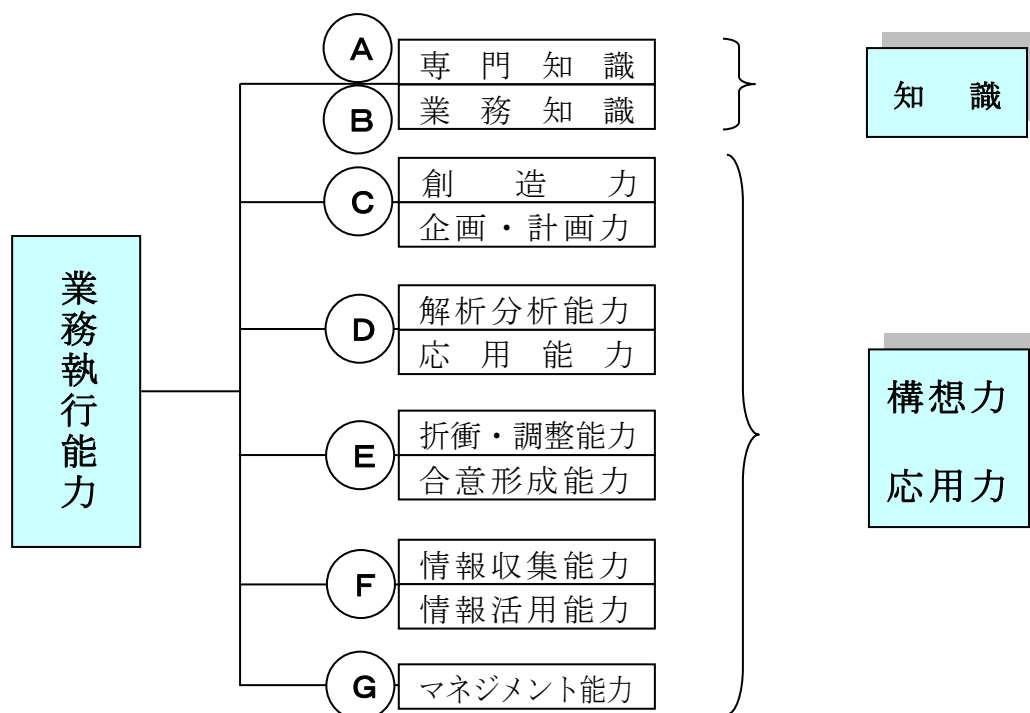 業務執行能力
A
専門知識
B
業務知識
C
創造力
企画・計画力
D
解析分析能力
応用能力
E
折衝・調整能力
合意形成能力
F
情報収集能力
情報活用能力
G
マネジメント能力
知識
構想力
応用力